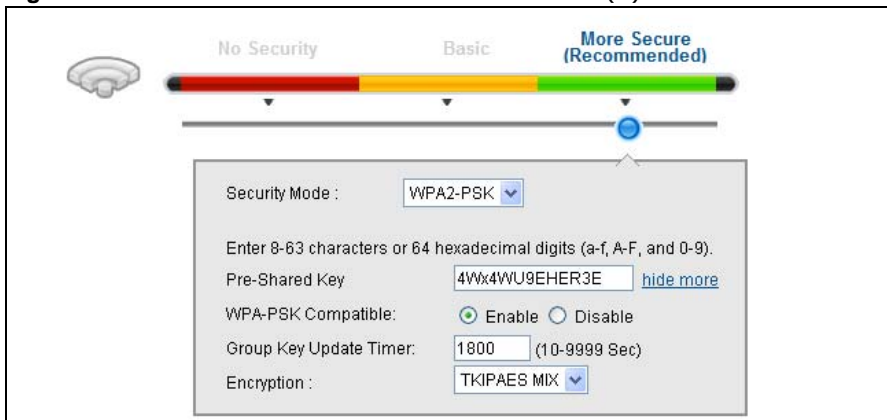 No Security Basic More Secure
(Recommended)
Security Mode : WPA2-PSK
Enter 8-63 characters or 64 hexadecimal digits (a-f, A-F, and 0-9).
Pre-Shared Key 4Wx4WU9EHER3E hide more
WPA-PSK Compatible: Enable Disable
Group Key Update Timer: 1800 (10-9999 Sec)
Encryption : TKIPAES MIX